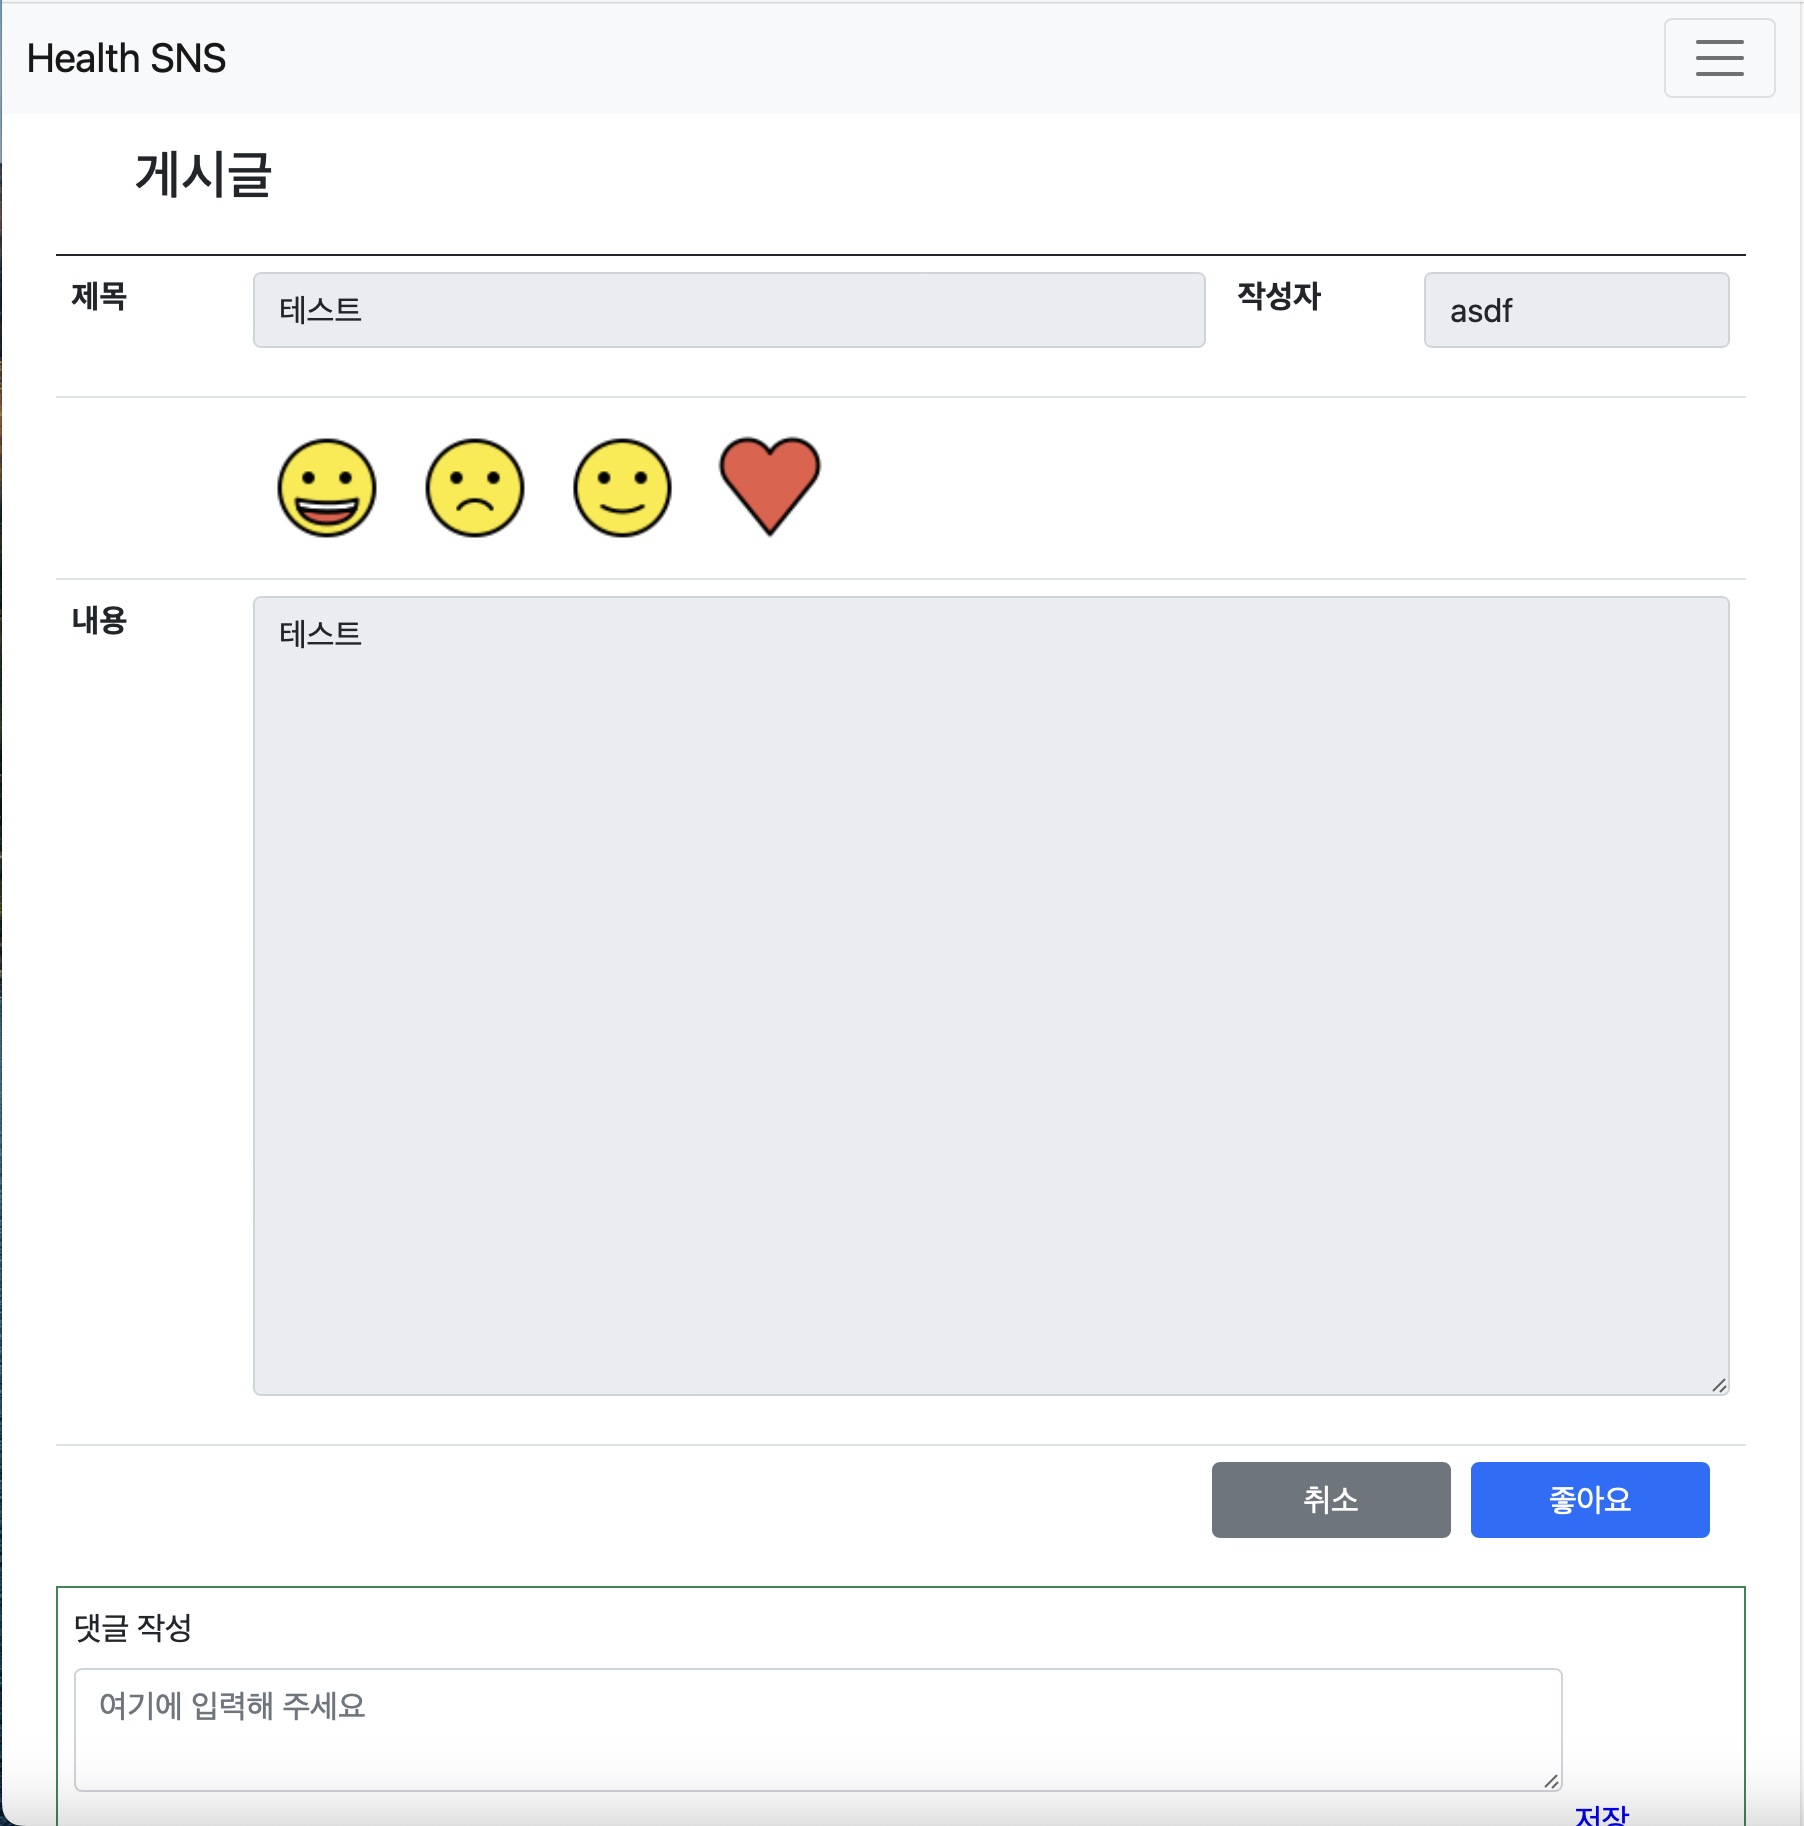 Health SNS
게시글
제목 테스트 작성자 asdf
내용 테스트
취소 좋아요
댓글 작성
여기에 입력해 주세요
저장